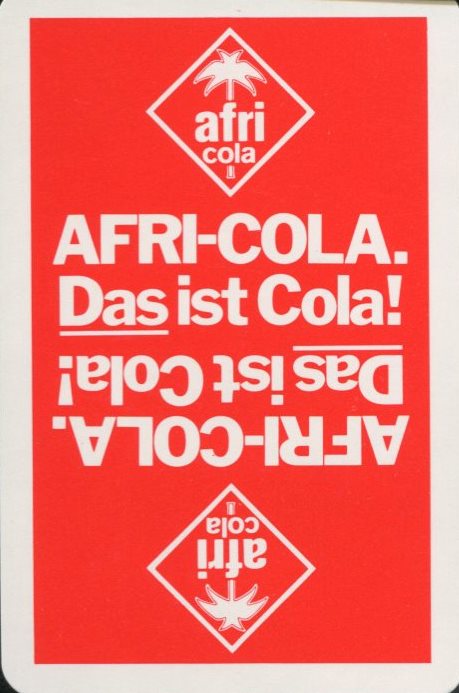 afri
cola
AFRI-COLA.
Das ist Cola!
Das ist Cola!
AFRI-COLA.
cola
afri